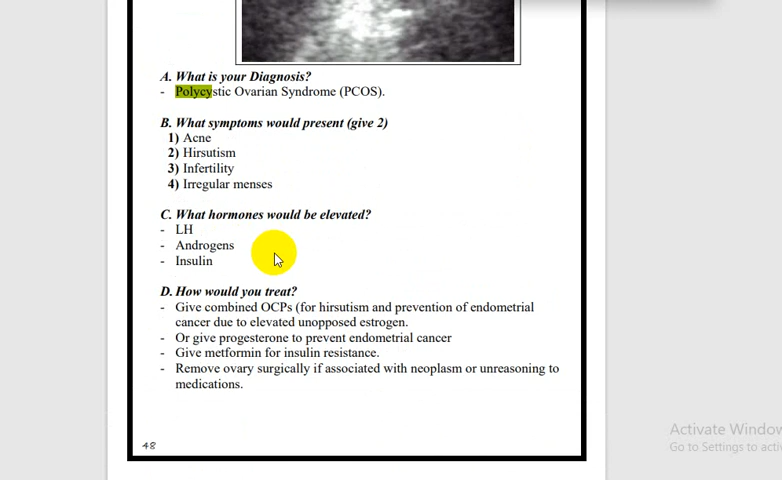 A. What is your Diagnosis?
- Polycystic Ovarian Syndrome (PCOS).
B. What symptoms would present (give 2)
1) Acne
2) Hirsutism
3) Infertility
4) Irregular menses
C. What hormones would be elevated?
- LH
- Androgens
- Insulin
D. How would you treat?
- Give combined OCPs (for hirsutism and prevention of endometrial
cancer due to elevated unopposed estrogen.
- Or give progesterone to prevent endometrial cancer
- Give metformin for insulin resistance.
- Remove ovary surgically if associated with neoplasm or unreasoning to
medications.
48
Activate Window
Go to Settings to acti